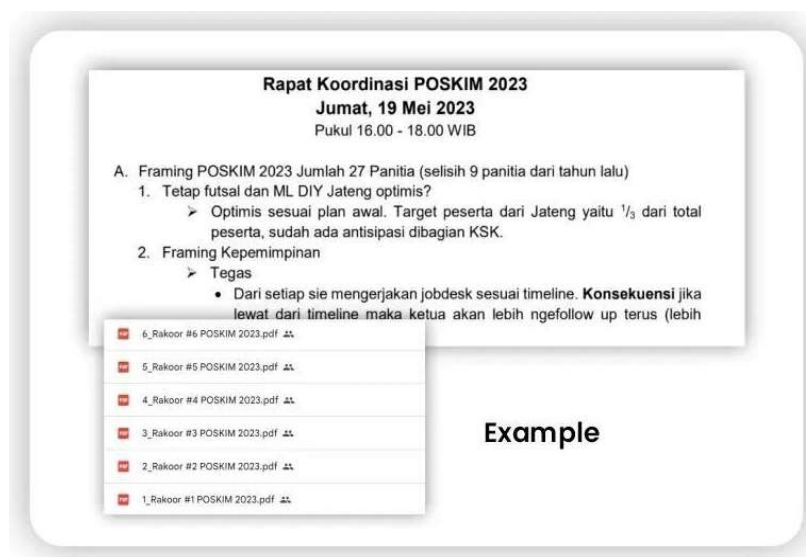 Rapat Koordinasi POSKIM 2023
Jumat, 19 Mei 2023
Pukul 16.00 - 18.00 WIB
A. Framing POSKIM 2023 Jumlah 27 Panitia (selisih 9 panitia dari tahun lalu)
1. Tetap futsal dan ML DIY Jateng optimis?
➢ Optimis sesuai plan awal. Target peserta dari Jateng yaitu 1/3 dari total
peserta, sudah ada antisipasi dibagian KSK.
2. Framing Kepemimpinan
➢ Tegas
• Dari setiap sie mengerjakan jobdesk sesuai timeline. Konsekuensi jika
lewat dari timeline maka ketua akan lebih ngefollow up terus (lebih
6_Rakoor #6 POSKIM 2023.pdf
5_Rakoor #5 POSKIM 2023.pdf
4_Rakoor #4 POSKIM 2023.pdf
3_Rakoor #3 POSKIM 2023.pdf
2_Rakoor #2 POSKIM 2023.pdf
1_Rakoor #1 POSKIM 2023.pdf
Example